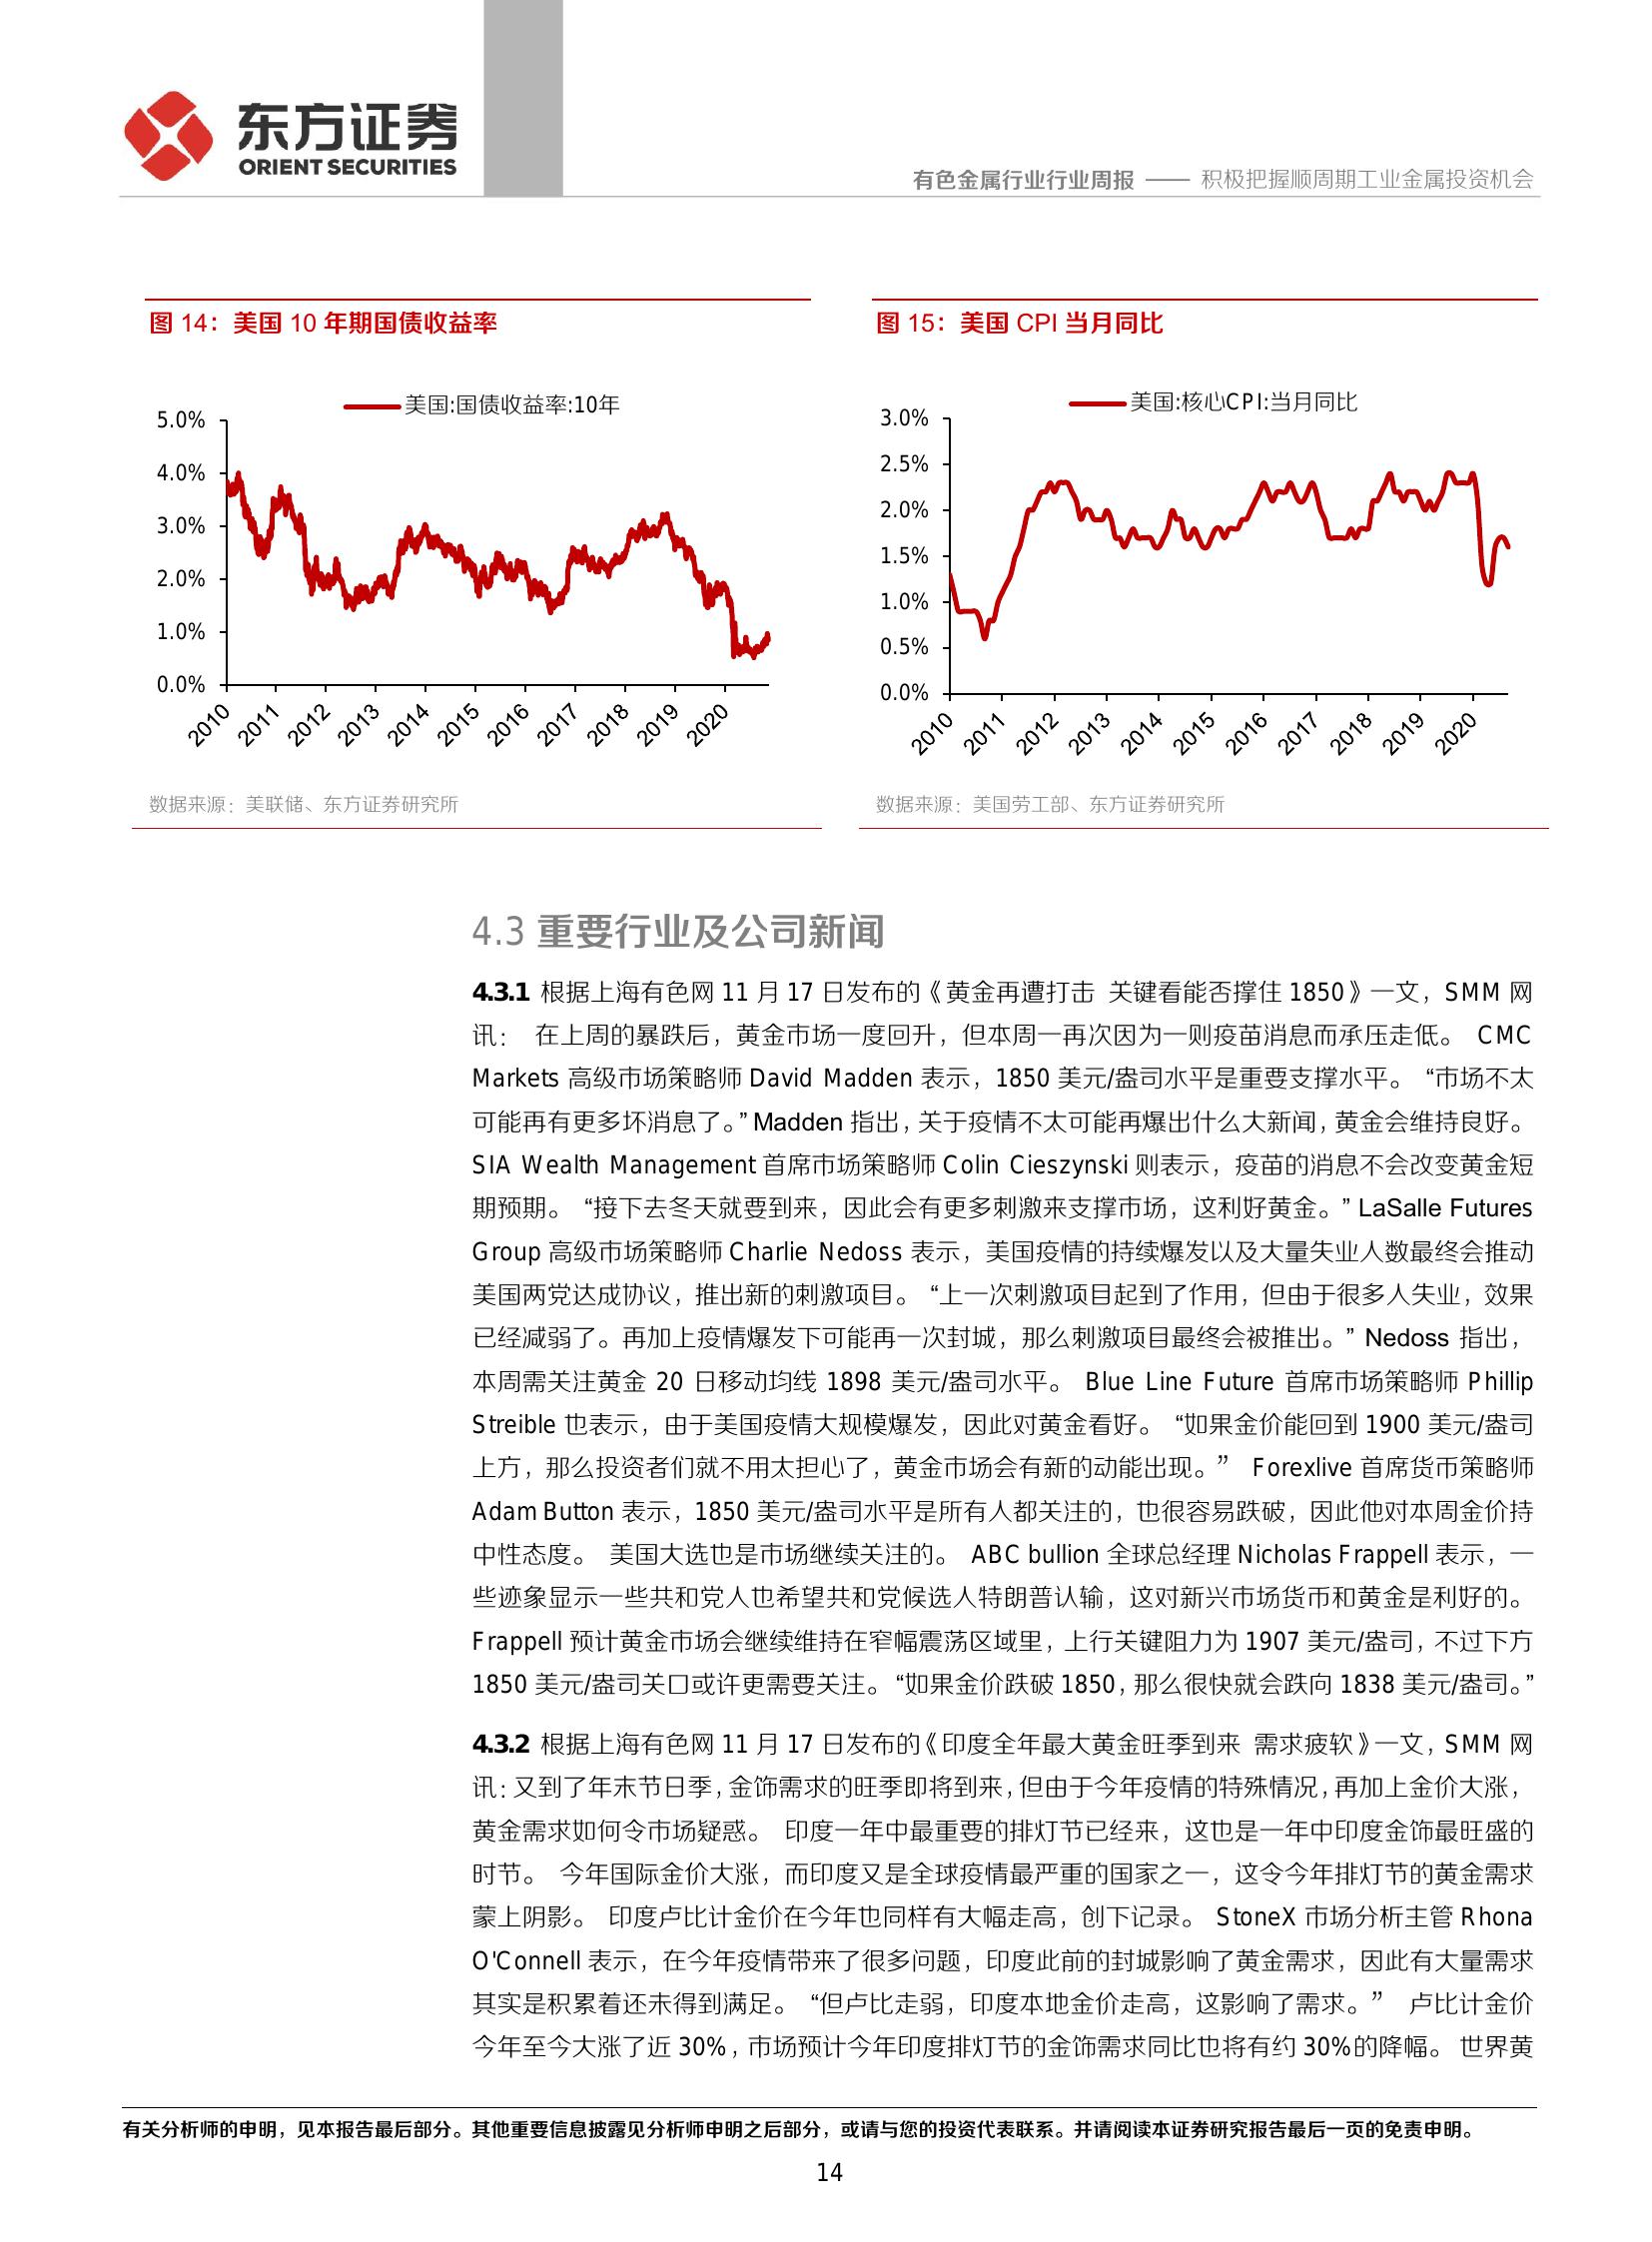 东方证券
ORIENT SECURITIES
有色金属行业行业周报 —— 积极把握顺周期工业金属投资机会
图 14：美国 10 年期国债收益率
美国:国债收益率:10年
5.0%
4.0%
3.0%
2.0%
1.0%
0.0%
2010 2011 2012 2013 2014 2015 2016 2017 2018 2019 2020
数据来源：美联储、东方证券研究所
图 15：美国 CPI 当月同比
美国:核心CPI:当月同比
3.0%
2.5%
2.0%
1.5%
1.0%
0.5%
0.0%
2010 2011 2012 2013 2014 2015 2016 2017 2018 2019 2020
数据来源：美国劳工部、东方证券研究所
4.3 重要行业及公司新闻
4.3.1 根据上海有色网 11 月 17 日发布的《黄金再遭打击 关键看能否撑住 1850》一文，SMM 网
讯： 在上周的暴跌后，黄金市场一度回升，但本周一再次因为一则疫苗消息而承压走低。 CMC
Markets 高级市场策略师 David Madden 表示，1850 美元/盎司水平是重要支撑水平。 “市场不太
可能再有更多坏消息了。” Madden 指出，关于疫情不太可能再爆出什么大新闻，黄金会维持良好。
SIA Wealth Management 首席市场策略师 Colin Cieszynski 则表示，疫苗的消息不会改变黄金短
期预期。 “接下去冬天就要到来，因此会有更多刺激来支撑市场，这利好黄金。” LaSalle Futures
Group 高级市场策略师 Charlie Nedoss 表示，美国疫情的持续爆发以及大量失业人数最终会推动
美国两党达成协议，推出新的刺激项目。 “上一次刺激项目起到了作用，但由于很多人失业，效果
已经减弱了。再加上疫情爆发下可能再一次封城，那么刺激项目最终会被推出。” Nedoss 指出，
本周需关注黄金 20 日移动均线 1898 美元/盎司水平。 Blue Line Future 首席市场策略师 Phillip
Streible 也表示，由于美国疫情大规模爆发，因此对黄金看好。 “如果金价能回到 1900 美元/盎司
上方，那么投资者们就不用太担心了，黄金市场会有新的动能出现。” Forexlive 首席货币策略师
Adam Button 表示，1850 美元/盎司水平是所有人都关注的，也很容易跌破，因此他对本周金价持
中性态度。 美国大选也是市场继续关注的。 ABC bullion 全球总经理 Nicholas Frappell 表示，一
些迹象显示一些共和党人也希望共和党候选人特朗普认输，这对新兴市场货币和黄金是利好的。
Frappell 预计黄金市场会继续维持在窄幅震荡区域里，上行关键阻力为 1907 美元/盎司，不过下方
1850 美元/盎司关口或许更需要关注。 “如果金价跌破 1850，那么很快就会跌向 1838 美元/盎司。”
4.3.2 根据上海有色网 11 月 17 日发布的《印度全年最大黄金旺季到来 需求疲软》一文，SMM 网
讯：又到了年末节日季，金饰需求的旺季即将到来，但由于今年疫情的特殊情况，再加上金价大涨，
黄金需求如何令市场疑惑。 印度一年中最重要的排灯节已经来，这也是一年中印度金饰最旺盛的
时节。 今年国际金价大涨，而印度又是全球疫情最严重的国家之一，这令今年排灯节的黄金需求
蒙上阴影。 印度卢比计金价在今年也同样有大幅走高，创下记录。 StoneX 市场分析主管 Rhona
O'Connell 表示，在今年疫情带来了很多问题，印度此前的封城影响了黄金需求，因此有大量需求
其实是积累着还未得到满足。 “但卢比走弱，印度本地金价走高，这影响了需求。” 卢比计金价
今年至今大涨了近 30%，市场预计今年印度排灯节的金饰需求同比也将有约 30%的降幅。 世界黄
有关分析师的申明，见本报告最后部分。其他重要信息披露见分析师申明之后部分，或请与您的投资代表联系。并请阅读本证券研究报告最后一页的免责申明。
14